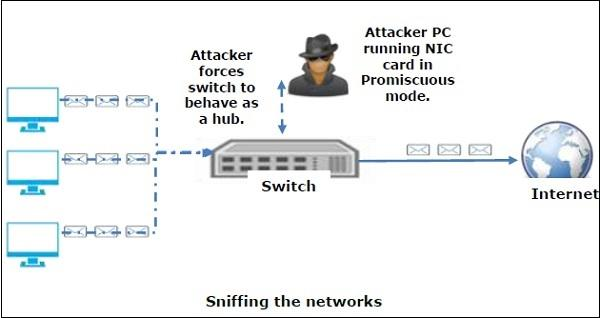 Attacker
forces
switch to
behave as
a hub.
Attacker PC
running NIC
card in
Promiscuous
mode.
Switch
Internet
Sniffing the networks